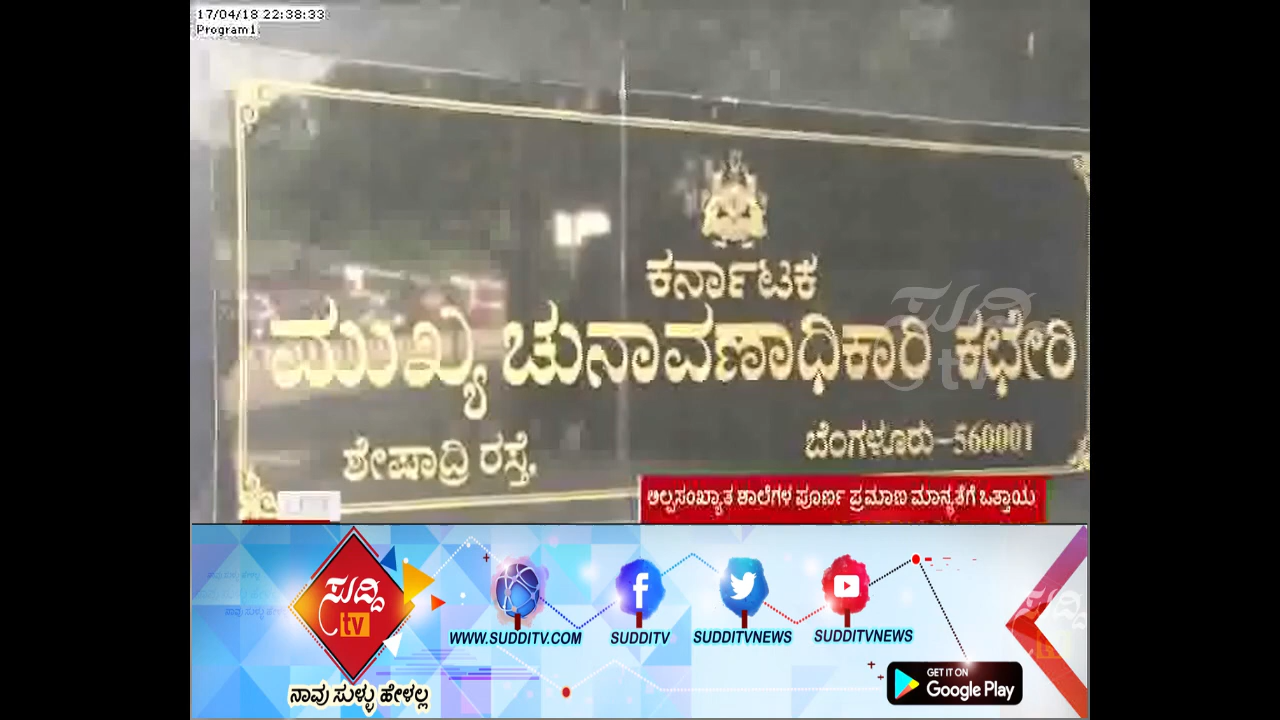 17/04/18 22:38:33
Program1
ಕರ್ನಾಟಕ
ಮುಖ್ಯ ಚುನಾವಣಾಧಿಕಾರಿ ಕಛೇರಿ
ಶೇಷಾದ್ರಿ ರಸ್ತೆ,
ಬೆಂಗಳೂರು-560001
ಸುದ್ದಿ
tv
ಅಲ್ಪಸಂಖ್ಯಾತ ಶಾಲೆಗಳ ಪೂರ್ಣ ಪ್ರಮಾಣ ಮಾನ್ಯತೆಗೆ ಒತ್ತಾಯ
ಸುದ್ದಿ
tv
ನಾವು ಸುಳ್ಳು ಹೇಳಲ್ಲ
WWW.SUDDITV.COM
SUDDITV
SUDDITVNEWS
SUDDITVNEWS
GET IT ON
Google Play
ಸುದ್ದಿ